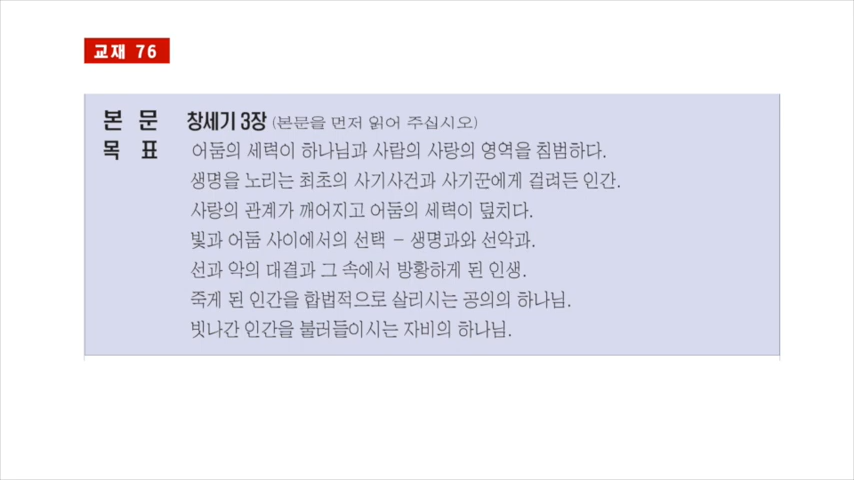 교재 76
본 문 창세기 3장 (본문을 먼저 읽어 주십시오)
목 표 어둠의 세력이 하나님과 사람의 사랑의 영역을 침범하다.
생명을 노리는 최초의 사기사건과 사기꾼에게 걸려든 인간.
사랑의 관계가 깨어지고 어둠의 세력이 덮치다.
빛과 어둠 사이에서의 선택 - 생명과와 선악과.
선과 악의 대결과 그 속에서 방황하게 된 인생.
죽게 된 인간을 합법적으로 살리시는 공의의 하나님.
빗나간 인간을 불러들이시는 자비의 하나님.